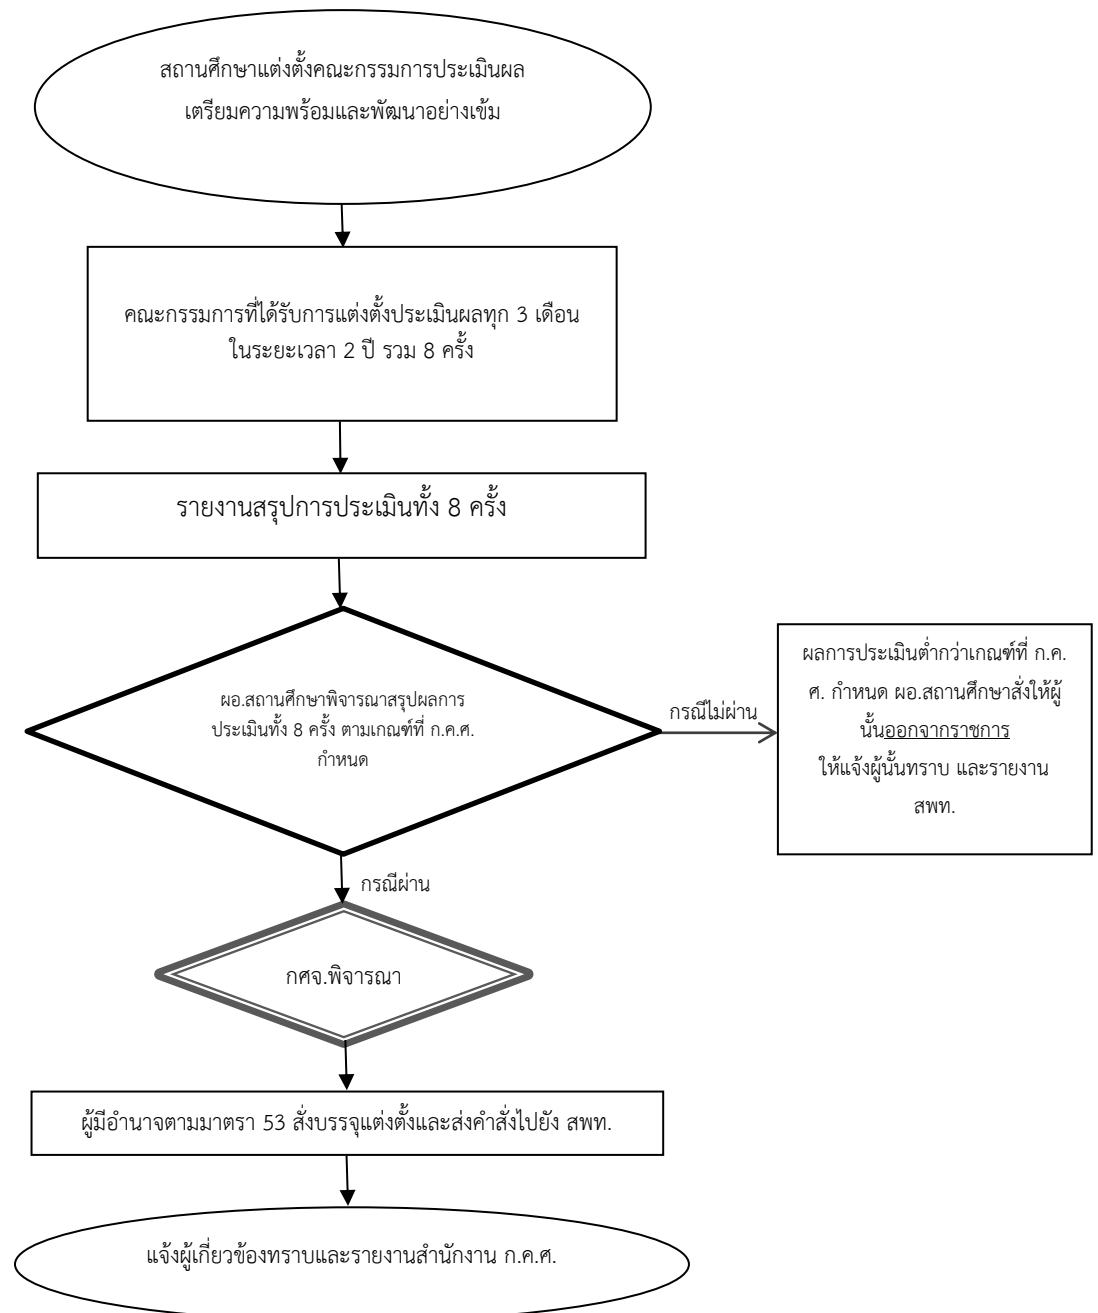 สถานศึกษาแต่งตั้งคณะกรรมการประเมินผล
เตรียมความพร้อมและพัฒนาอย่างเข้ม
คณะกรรมการที่ได้รับการแต่งตั้งประเมินผลทุก 3 เดือน
ในระยะเวลา 2 ปี รวม 8 ครั้ง
รายงานสรุปการประเมินทั้ง 8 ครั้ง
ผอ.สถานศึกษาพิจารณาสรุปผลการ
ประเมินทั้ง 8 ครั้ง ตามเกณฑ์ที่ ก.ค.ศ.
กำหนด
กรณีไม่ผ่าน
ผลการประเมินต่ำกว่าเกณฑ์ที่ ก.ค.
ศ. กำหนด ผอ.สถานศึกษาสั่งให้ผู้
นั้นออกจากราชการ
ให้แจ้งผู้นั้นทราบ และรายงาน
สพท.
กรณีผ่าน
กศจ.พิจารณา
ผู้มีอำนาจตามมาตรา 53 สั่งบรรจุแต่งตั้งและส่งคำสั่งไปยัง สพท.
แจ้งผู้เกี่ยวข้องทราบและรายงานสำนักงาน ก.ค.ศ.